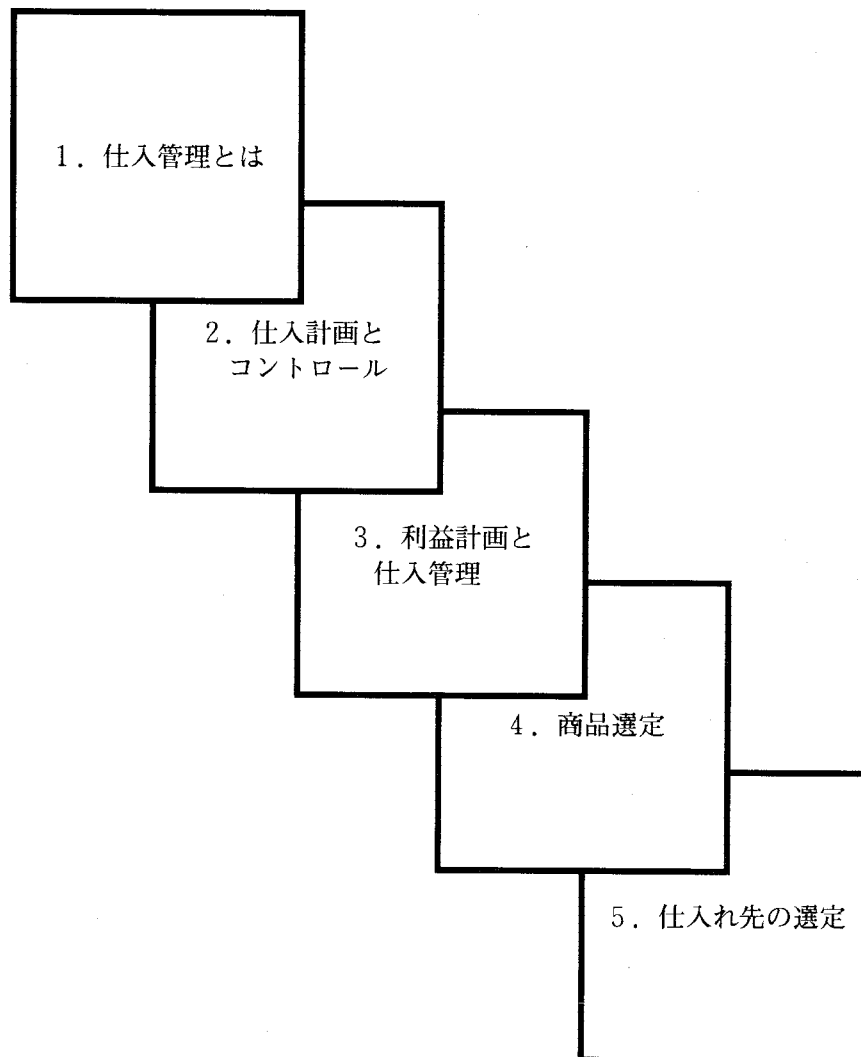 1. 仕入管理とは
2. 仕入計画と
コントロール
3. 利益計画と
仕入管理
4. 商品選定
5. 仕入れ先の選定